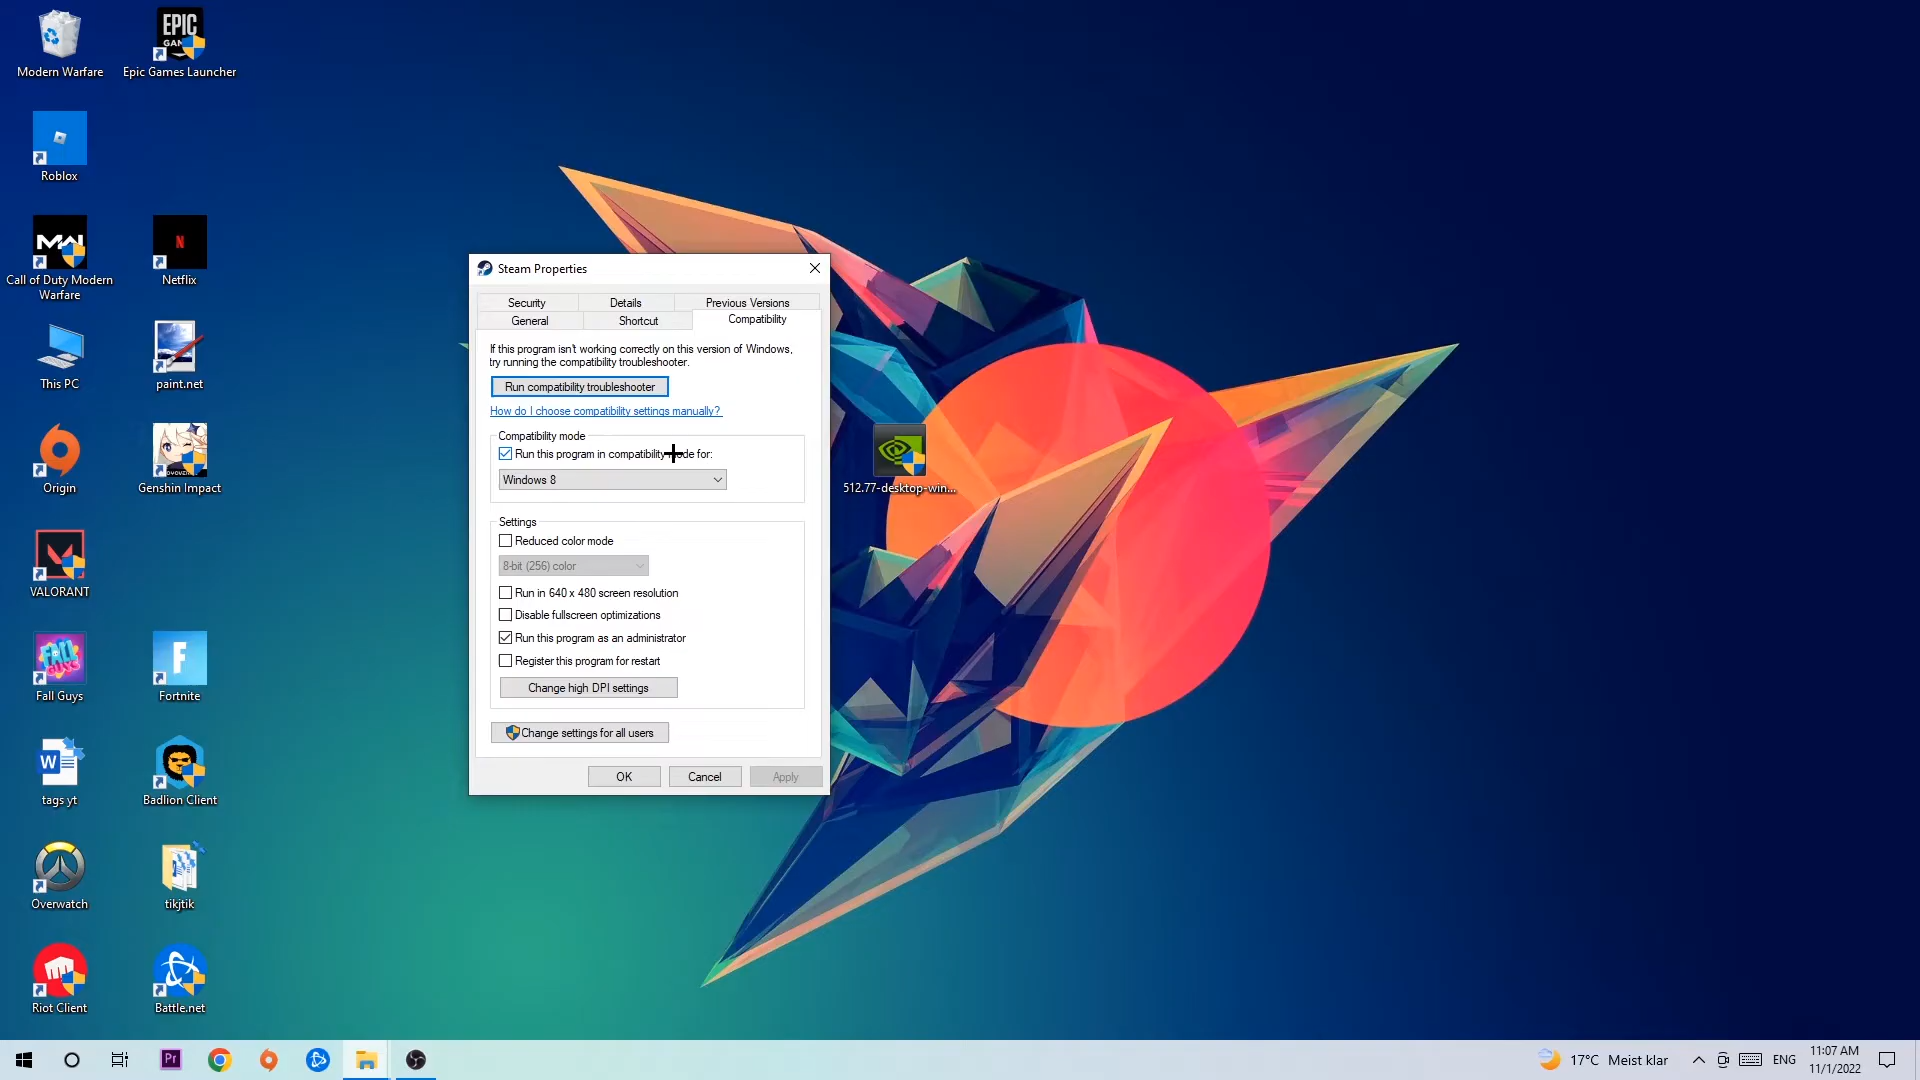 Modern Warfare
EPIC
GAMES
Epic Games Launcher
Roblox
MW
Call of Duty Modern
Warfare
N
Netflix
This PC
paint.net
Origin
Genshin Impact
VALORANT
FALL
GUYS
Fall Guys
F
Fortnite
W
tags yt
Badlion Client
Overwatch
tikjtik
Riot Client
Battle.net
512.77-desktop-win...
Steam Properties
Security
Details
Previous Versions
General
Shortcut
Compatibility
If this program isn't working correctly on this version of Windows,
try running the compatibility troubleshooter.
Run compatibility troubleshooter
How do I choose compatibility settings manually?
Compatibility mode
Run this program in compatibility mode for:
Windows 8
Settings
Reduced color mode
8-bit (256) color
Run in 640 x 480 screen resolution
Disable fullscreen optimizations
Run this program as an administrator
Register this program for restart
Change high DPI settings
Change settings for all users
OK
Cancel
Apply
Pr
17°C Meist klar
ENG
11:07 AM
11/1/2022